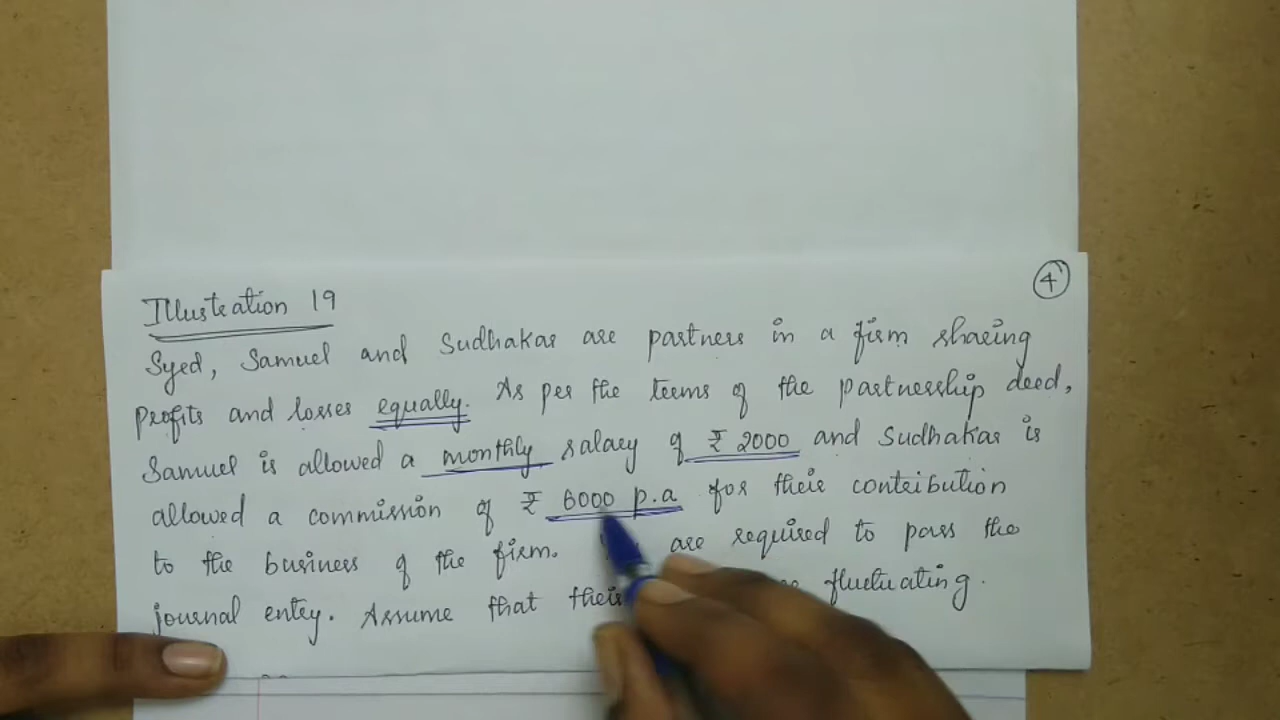 4
Illustration 19
Syed, Samuel and Sudhakar are partners in a firm sharing
Profits and losses equally. As per the terms of the partnership deed,
Samuel is allowed a monthly salary of ₹ 2000 and Sudhakar is
allowed a commission of ₹ 6000 p.a for their contribution
to the business of the firm. are required to pass the
journal entry. Assume that their fluctuating.